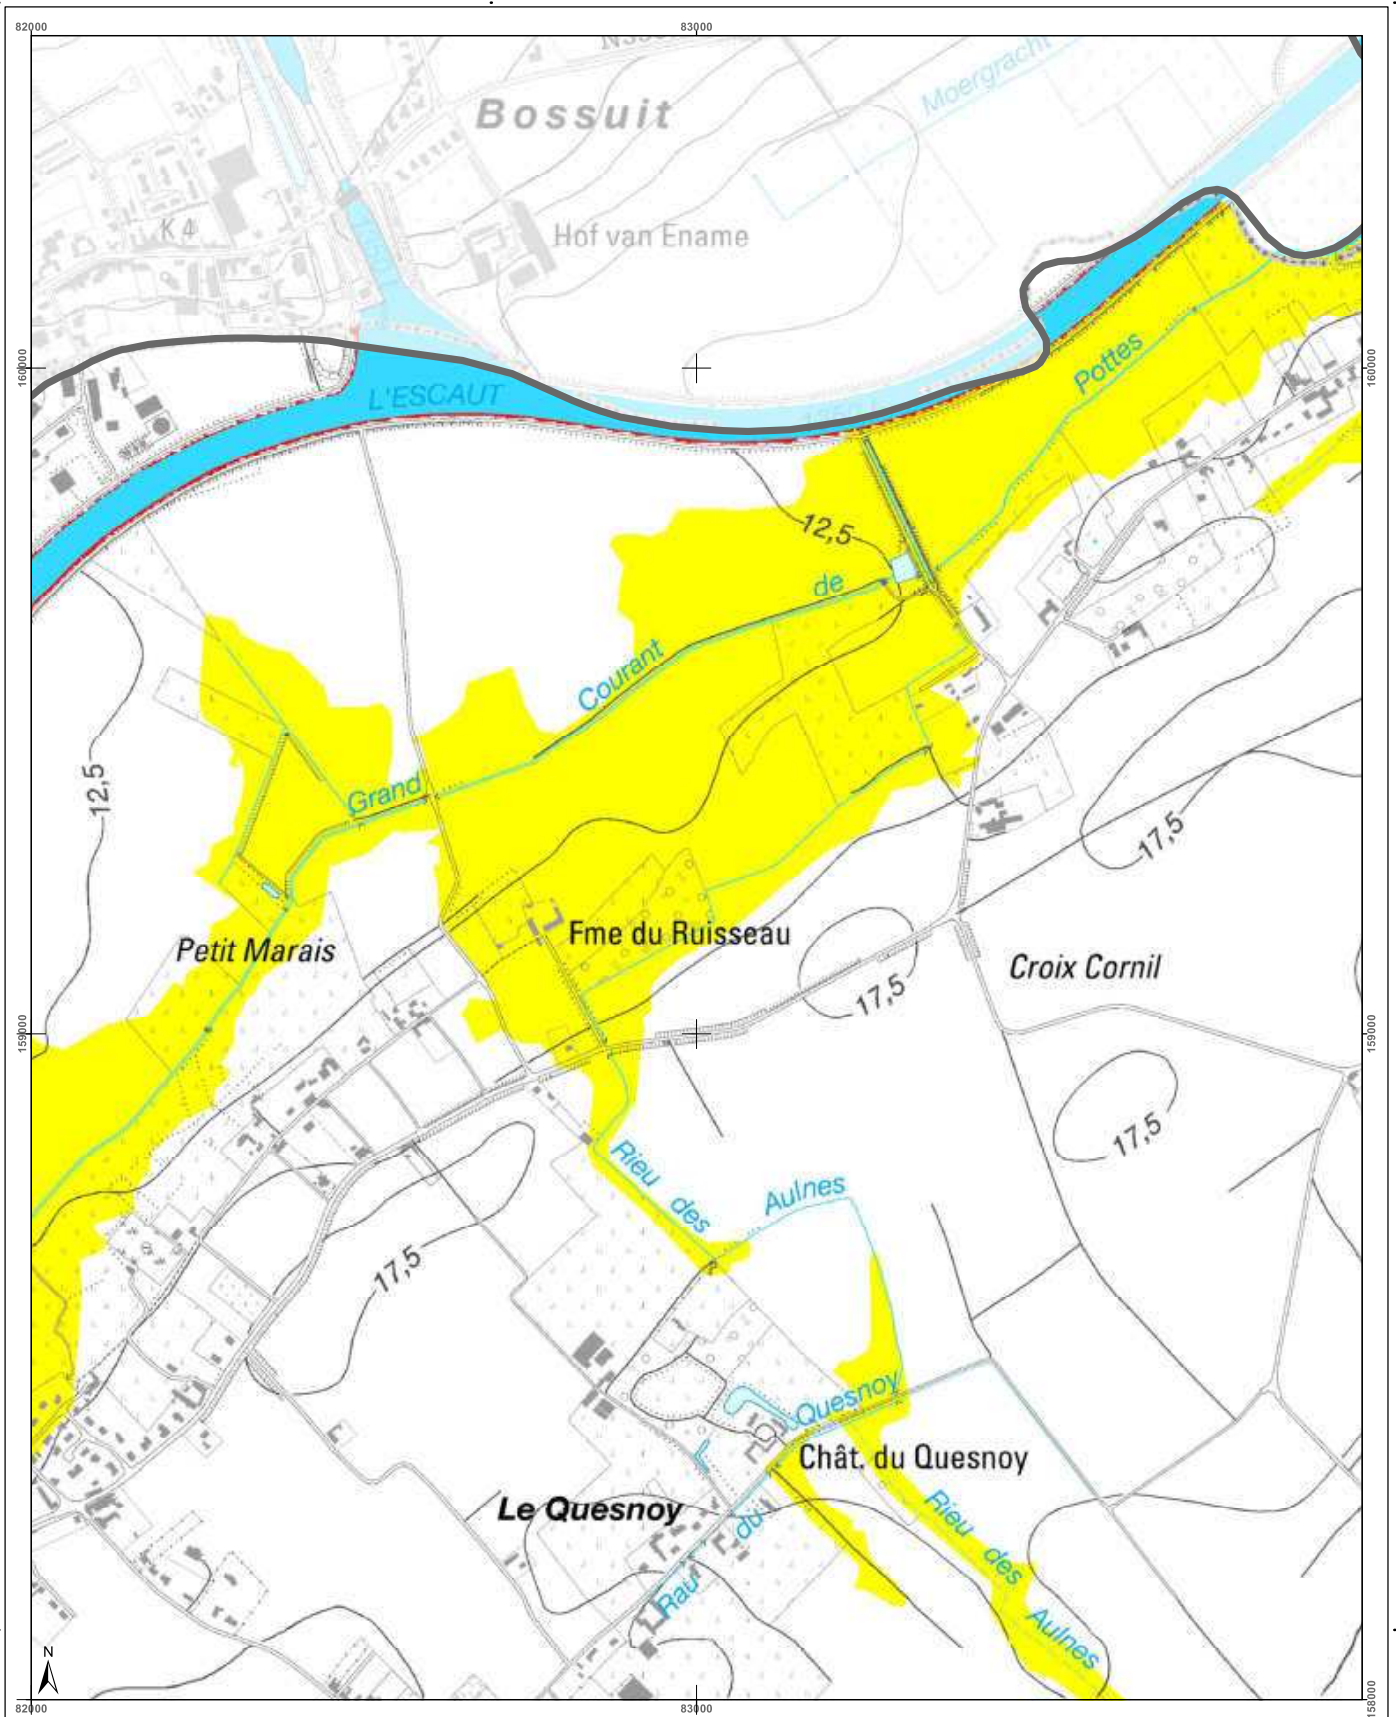 82000
83000
Moergracht
Bossuit
K 4
Hof van Ename
160000
160000
L'ESCAUT
Pottes
12,5
de
Courant
12,5
Grand
17,5
Petit Marais
Fme du Ruisseau
Croix Cornil
17,5
159000
159000
17,5
Rieu des
Aulnes
17,5
Quesnoy
Chât. du Quesnoy
Le Quesnoy
Rieu des
du
Rau
Aulnes
N
82000
83000
158000